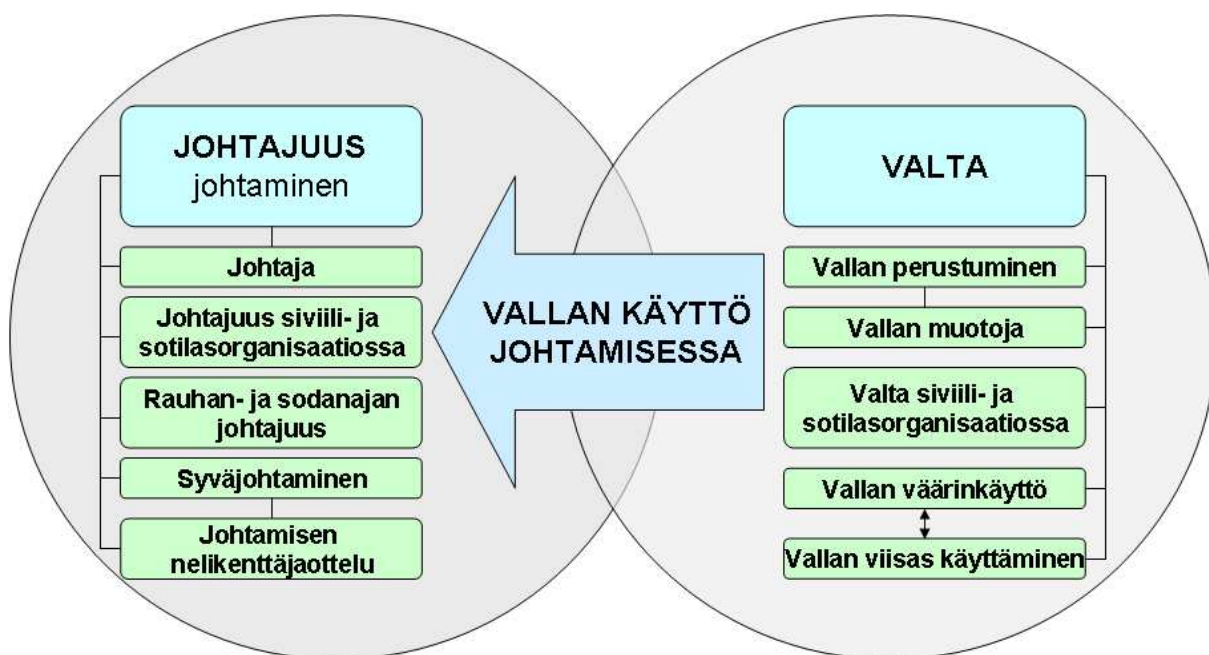 JOHTAJUUS
johtaminen
Johtaja
Johtajuus siviili- ja
sotilasorganisaatiossa
Rauhan- ja sodanajan
johtajuus
Syväjohtaminen
Johtamisen
nelikenttäjaottelu
VALLAN KÄYTTÖ
JOHTAMISESSA
VALTA
Vallan perustuminen
Vallan muotoja
Valta siviili- ja
sotilasorganisaatiossa
Vallan väärinkäyttö
Vallan viisas käyttäminen